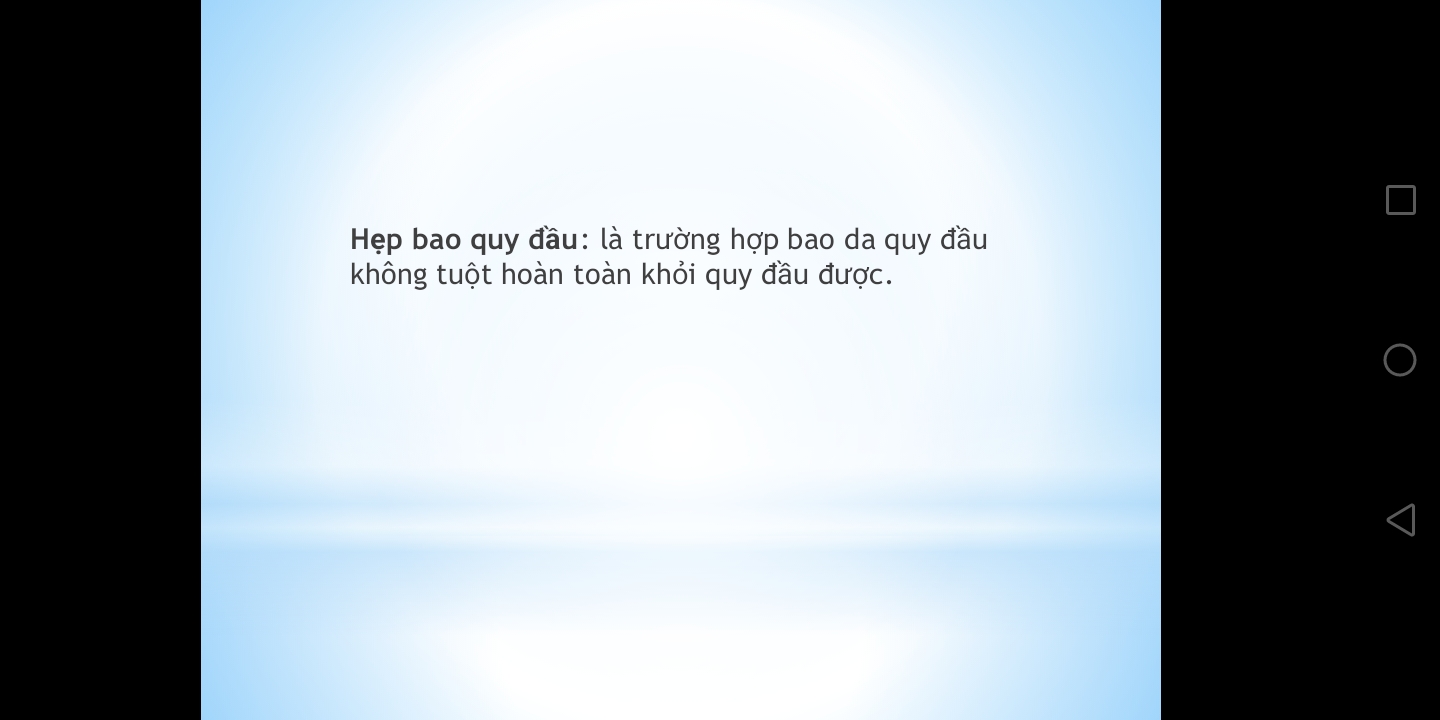 Hẹp bao quy đầu: là trường hợp bao da quy đầu
không tuột hoàn toàn khỏi quy đầu được.